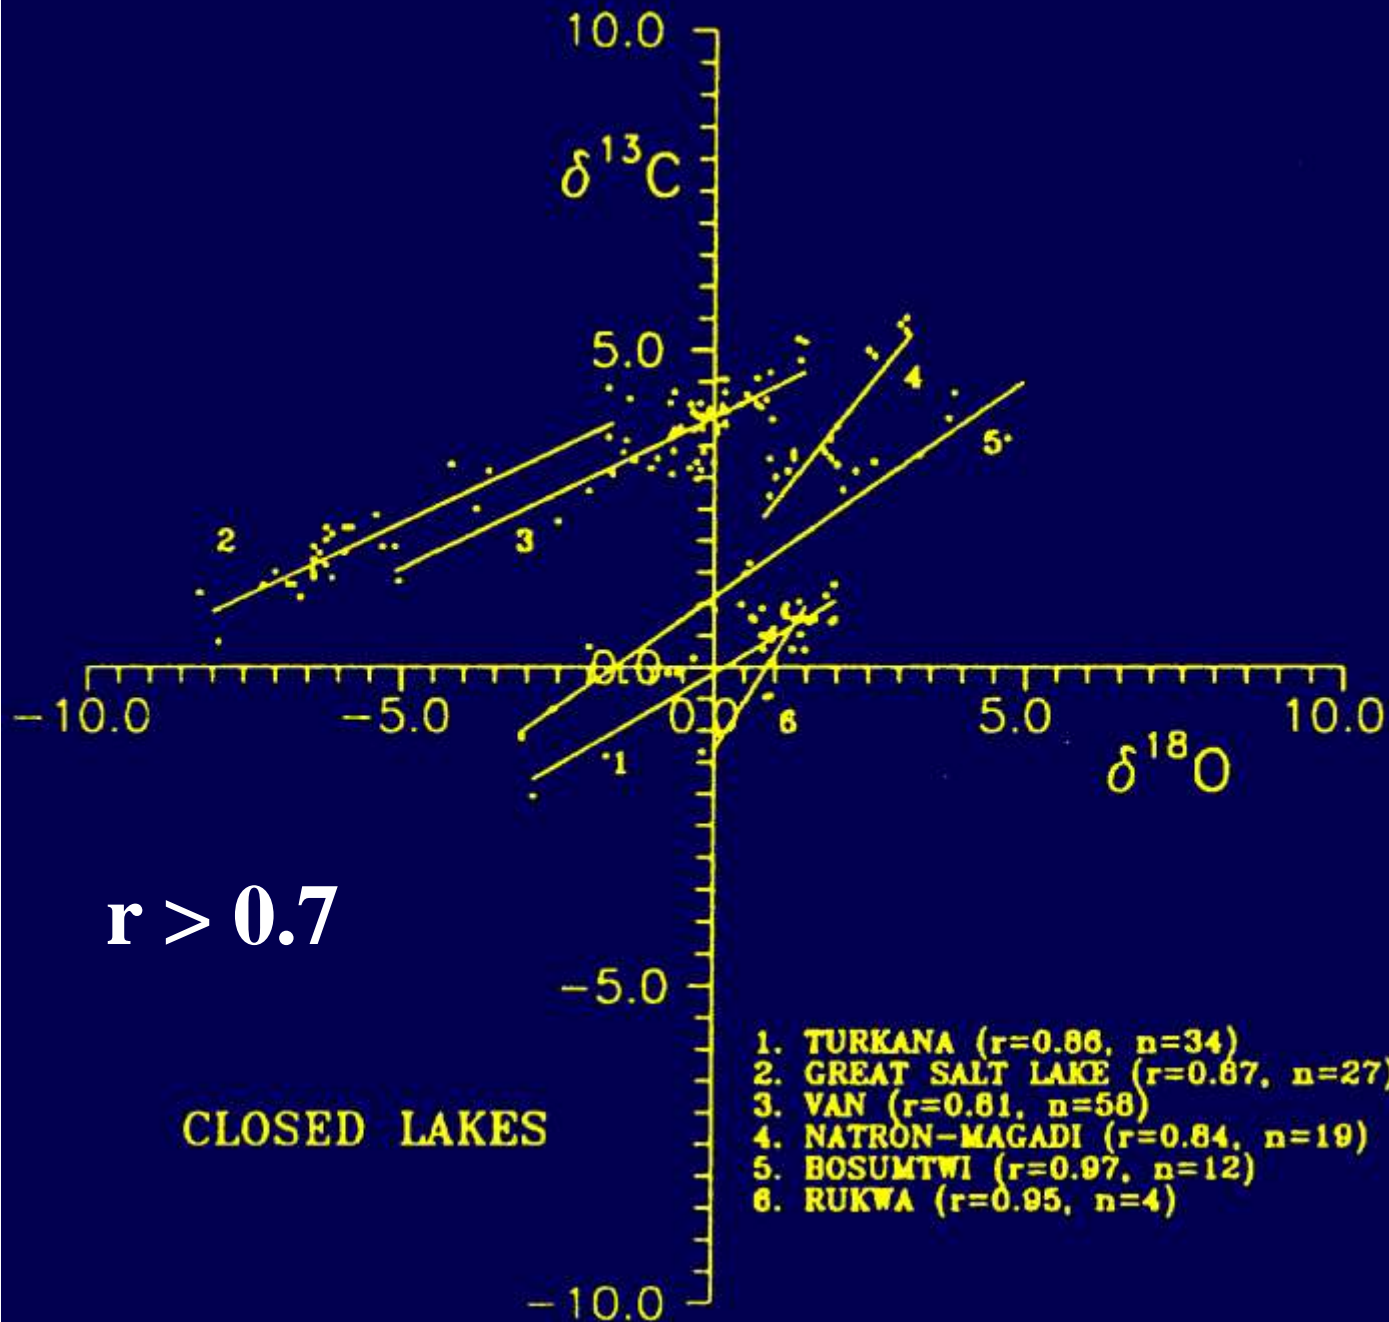 10.0
δ¹³C
5.0
4
5
2
3
0.0
-10.0
-5.0
0.0
5.0
10.0
6
1
δ¹⁸O
r > 0.7
-5.0
1. TURKANA (r=0.86, n=34)
2. GREAT SALT LAKE (r=0.87, n=27)
3. VAN (r=0.81, n=58)
4. NATRON-MAGADI (r=0.84, n=19)
5. BOSUMTWI (r=0.97, n=12)
6. RUKWA (r=0.95, n=4)
CLOSED LAKES
-10.0